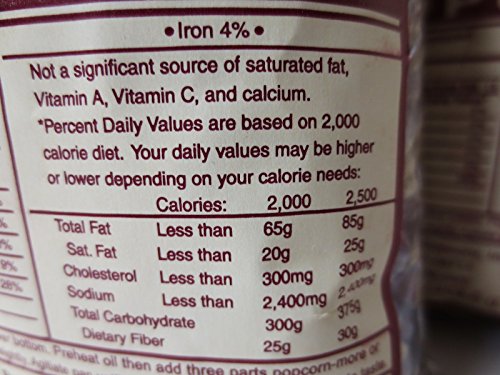 •Iron 4%•
Not a significant source of saturated fat,
Vitamin A, Vitamin C, and calcium.
*Percent Daily Values are based on 2,000
calorie diet. Your daily values may be higher
or lower depending on your calorie needs:
Calories: 2,000 2,500
Total Fat Less than 65g 85g
Sat. Fat Less than 20g 25g
Cholesterol Less than 300mg 300mg
Sodium Less than 2,400mg 2,400mg
Total Carbohydrate 300g 375g
Dietary Fiber 25g 30g
9%
28%
bottom. Preheat oil then add three parts popcorn-more or
Agitate